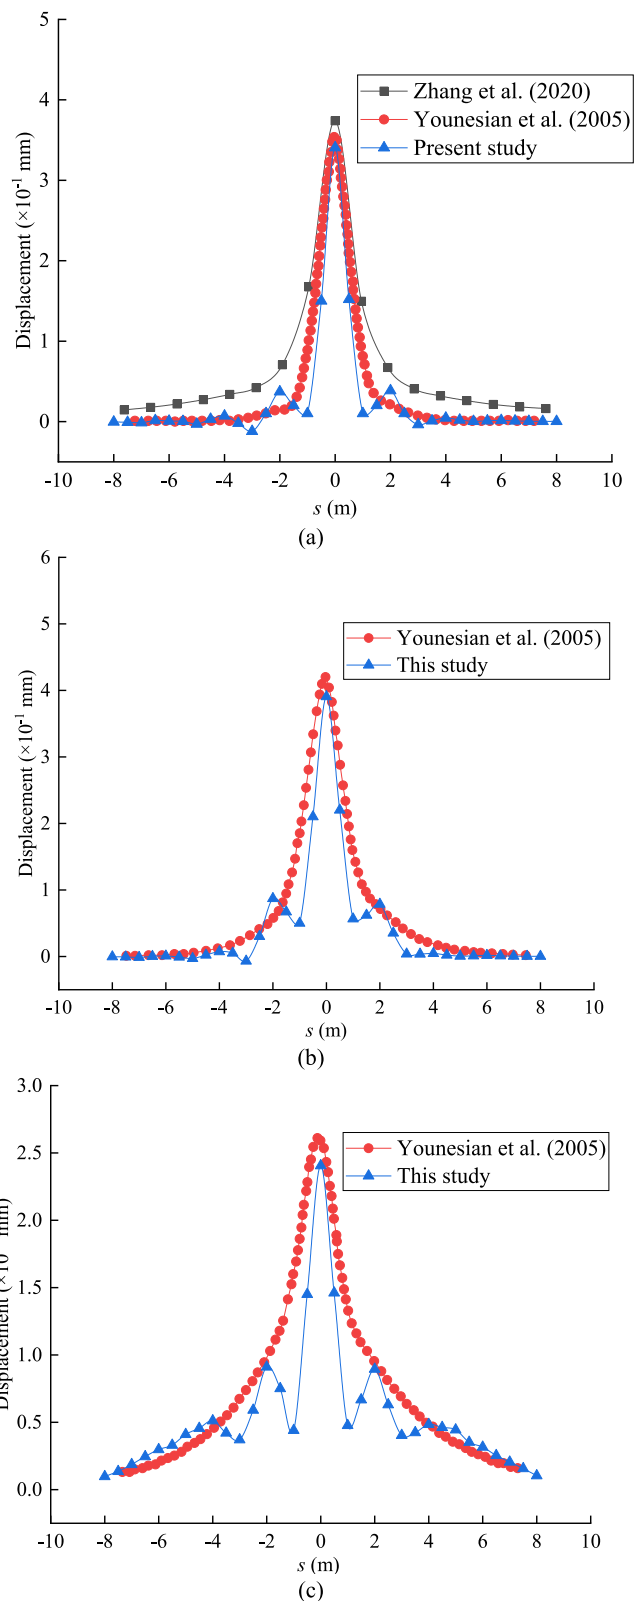 5
4
3
2
1
0
Displacement (×10⁻¹ mm)
Zhang et al. (2020)
Younesian et al. (2005)
Present study
-10 -8 -6 -4 -2 0 2 4 6 8 10
s (m)
(a)
6
5
4
3
2
1
0
Displacement (×10⁻¹ mm)
Younesian et al. (2005)
This study
-10 -8 -6 -4 -2 0 2 4 6 8 10
s (m)
(b)
3.0
2.5
2.0
1.5
1.0
0.5
0.0
Displacement (×10 mm)
Younesian et al. (2005)
This study
-10 -8 -6 -4 -2 0 2 4 6 8 10
s (m)
(c)